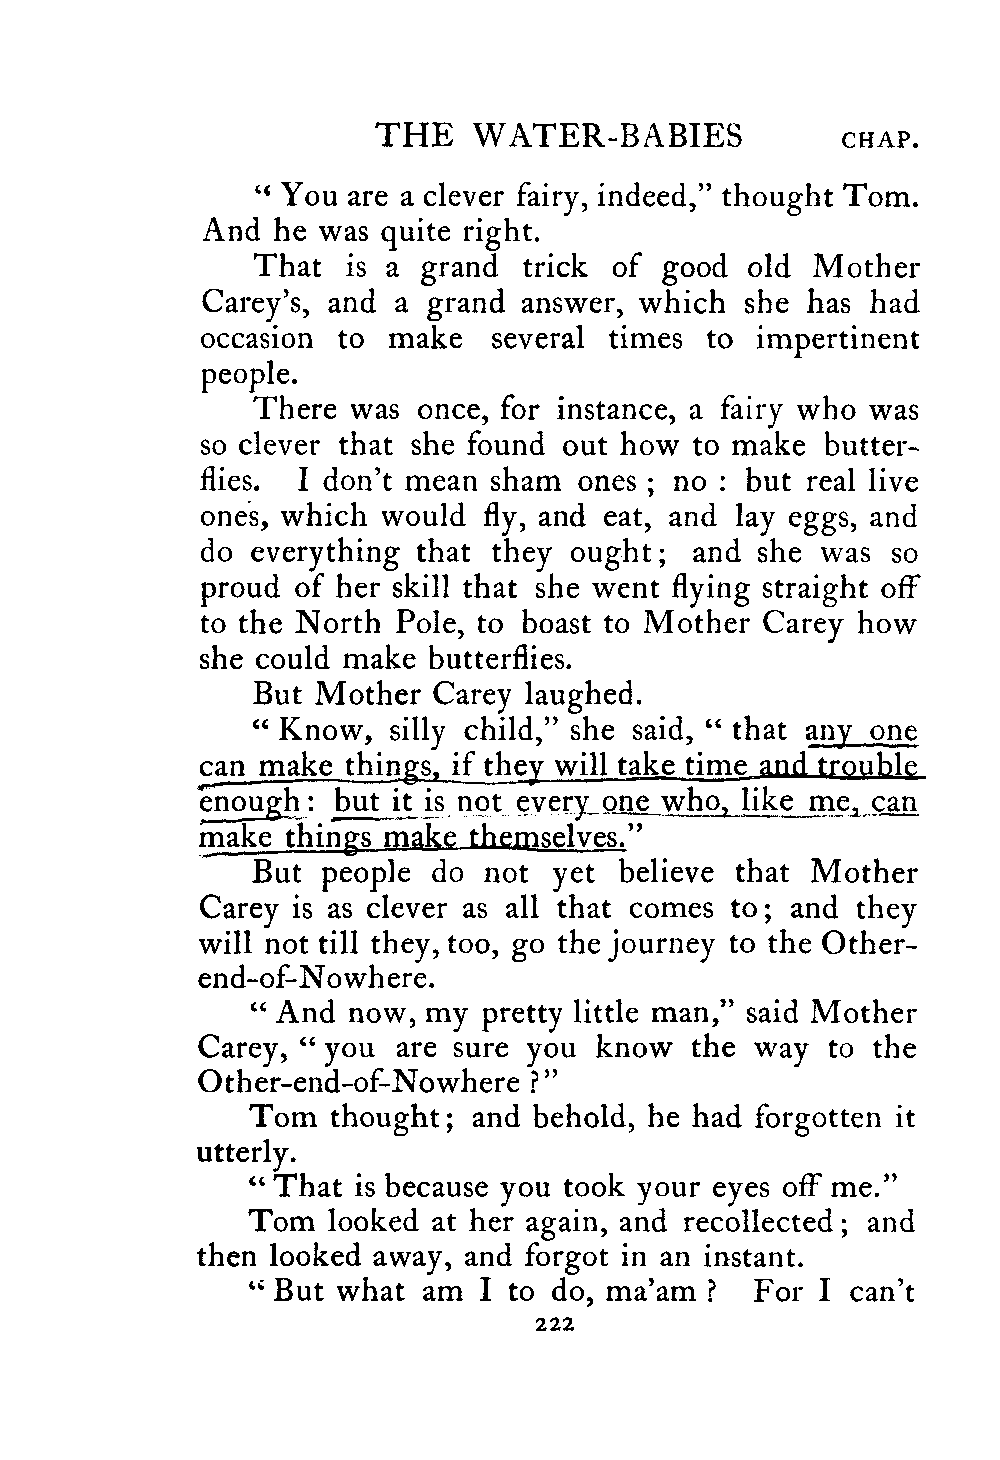 THE WATER-BABIES CHAP.
“ You are a clever fairy, indeed,” thought Tom.
And he was quite right.
That is a grand trick of good old Mother
Carey’s, and a grand answer, which she has had
occasion to make several times to impertinent
people.
There was once, for instance, a fairy who was
so clever that she found out how to make butter-
flies. I don’t mean sham ones ; no : but real live
ones, which would fly, and eat, and lay eggs, and
do everything that they ought ; and she was so
proud of her skill that she went flying straight off
to the North Pole, to boast to Mother Carey how
she could make butterflies.
But Mother Carey laughed.
“ Know, silly child,” she said, “ that any one
can make things, if they will take time and trouble
enough : but it is not every one who, like me, can
make things make themselves.”
But people do not yet believe that Mother
Carey is as clever as all that comes to ; and they
will not till they, too, go the journey to the Other-
end-of-Nowhere.
“ And now, my pretty little man,” said Mother
Carey, “ you are sure you know the way to the
Other-end-of-Nowhere ?”
Tom thought ; and behold, he had forgotten it
utterly.
“ That is because you took your eyes off me.”
Tom looked at her again, and recollected ; and
then looked away, and forgot in an instant.
“ But what am I to do, ma’am ? For I can’t
222